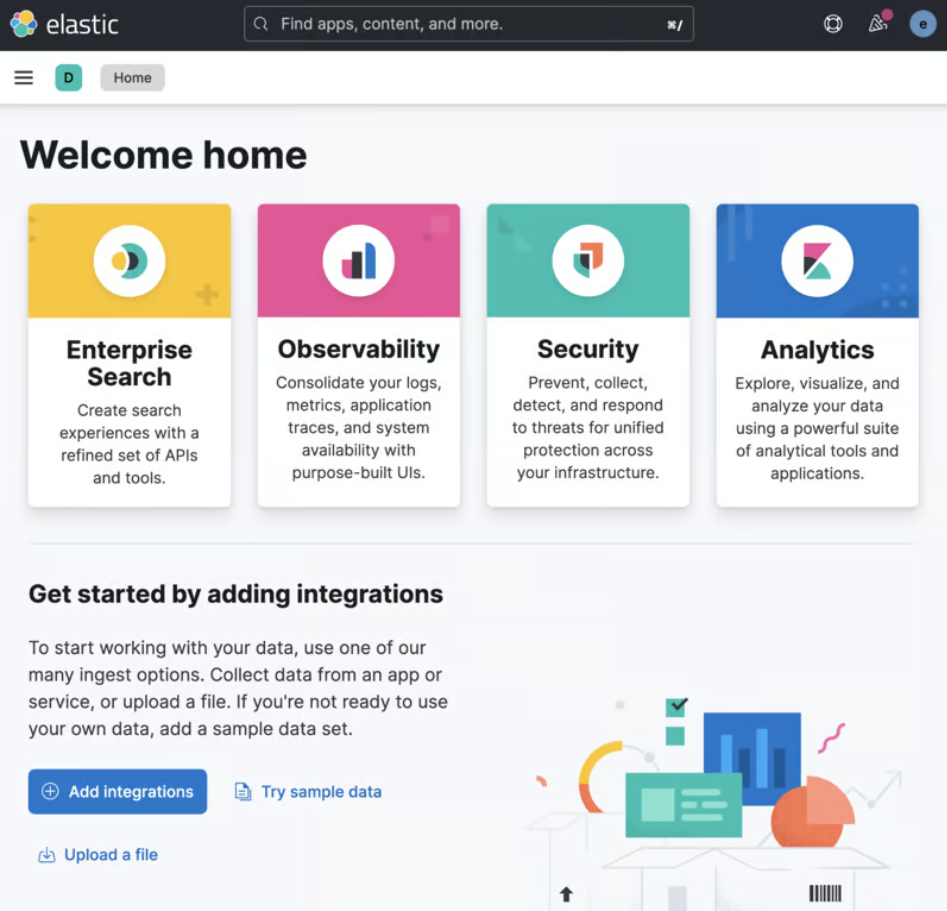 elastic
Find apps, content, and more.
⌘/
e
D
Home
Welcome home
Enterprise
Search
Create search
experiences with a
refined set of APIs
and tools.
Observability
Consolidate your logs,
metrics, application
traces, and system
availability with
purpose-built UIs.
Security
Prevent, collect,
detect, and respond
to threats for unified
protection across
your infrastructure.
Analytics
Explore, visualize, and
analyze your data
using a powerful suite
of analytical tools and
applications.
Get started by adding integrations
To start working with your data, use one of our
many ingest options. Collect data from an app or
service, or upload a file. If you're not ready to use
your own data, add a sample data set.
Add integrations
Try sample data
Upload a file